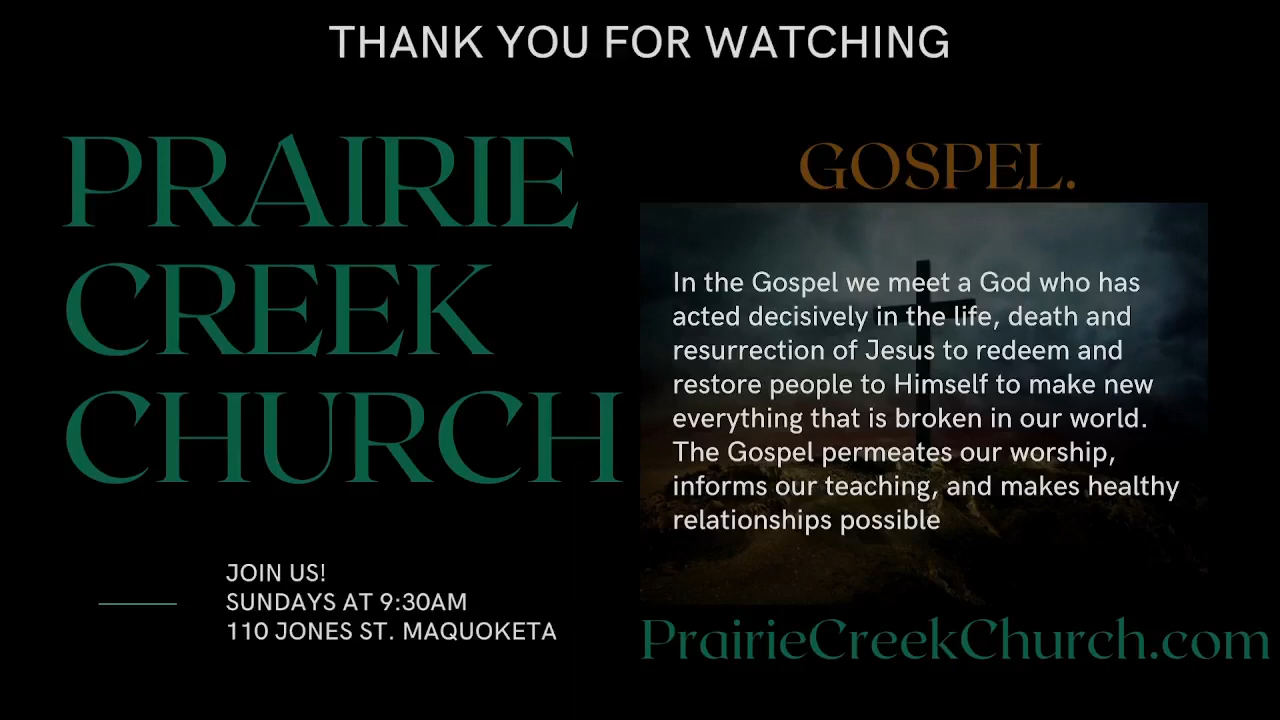 THANK YOU FOR WATCHING
PRAIRIE
CREEK
CHURCH
JOIN US!
SUNDAYS AT 9:30AM
110 JONES ST. MAQUOKETA
GOSPEL.
In the Gospel we meet a God who has
acted decisively in the life, death and
resurrection of Jesus to redeem and
restore people to Himself to make new
everything that is broken in our world.
The Gospel permeates our worship,
informs our teaching, and makes healthy
relationships possible
PrairieCreekChurch.com